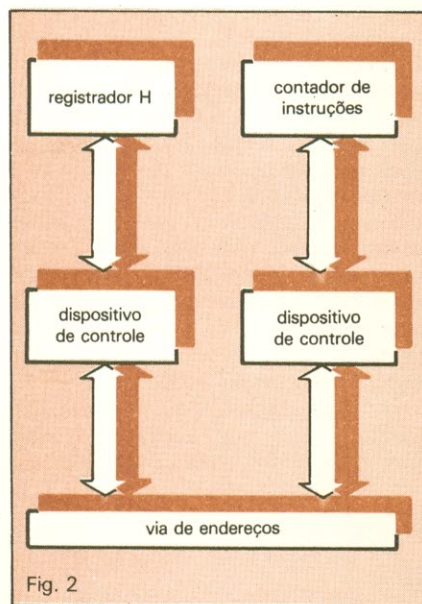 registrador H
contador de
instruções
dispositivo
de controle
dispositivo
de controle
via de endereços
Fig. 2